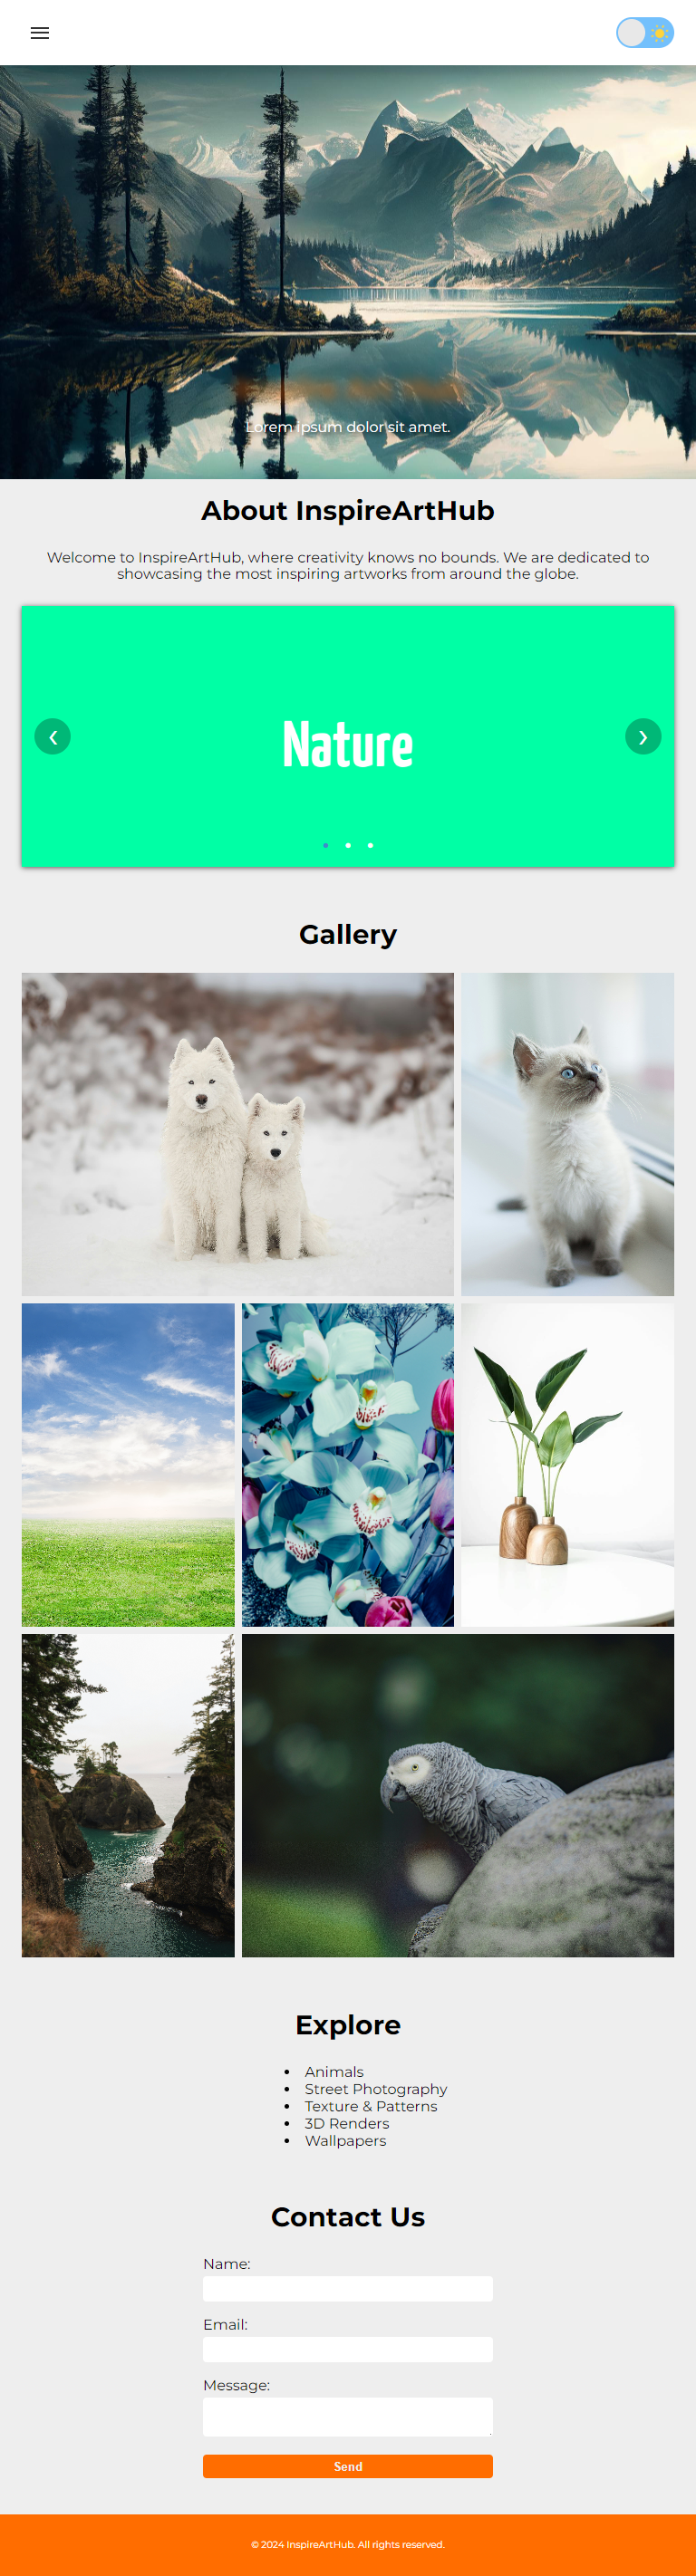 Lorem ipsum dolor sit amet.
About InspireArtHub
Welcome to InspireArtHub, where creativity knows no bounds. We are dedicated to
showcasing the most inspiring artworks from around the globe.
Nature
Gallery
Explore
• Animals
• Street Photography
• Texture & Patterns
• 3D Renders
• Wallpapers
Contact Us
Name:
Email:
Message:
Send
© 2024 InspireArtHub. All rights reserved.